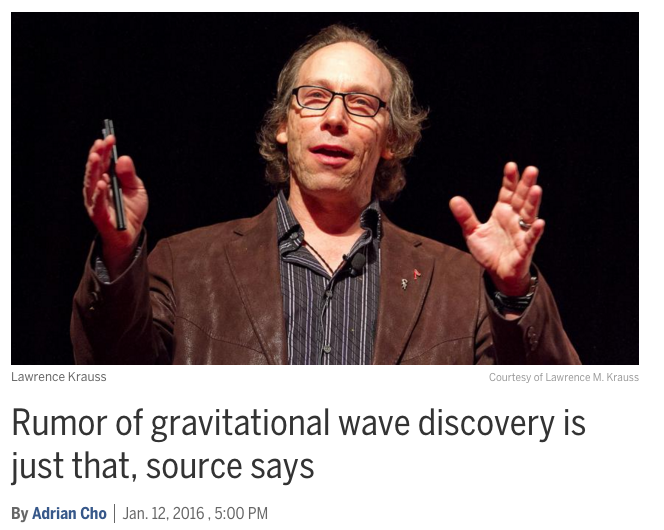 Lawrence Krauss
Courtesy of Lawrence M. Krauss
Rumor of gravitational wave discovery is
just that, source says
By Adrian Cho | Jan. 12, 2016 , 5:00 PM